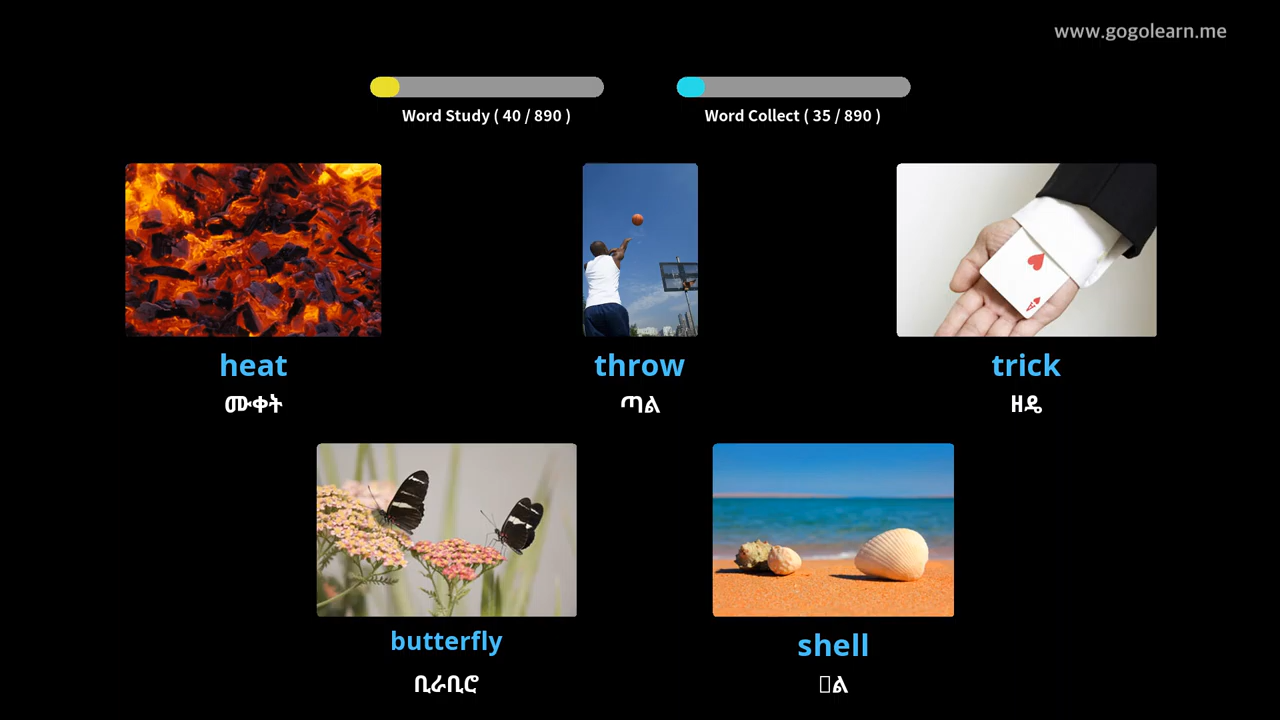 www.gogolearn.me
Word Study ( 40 / 890 )
Word Collect ( 35 / 890 )
heat
throw
trick
ሙቀት
ጣል
ዘዴ
butterfly
shell
ቢራቢሮ
ል